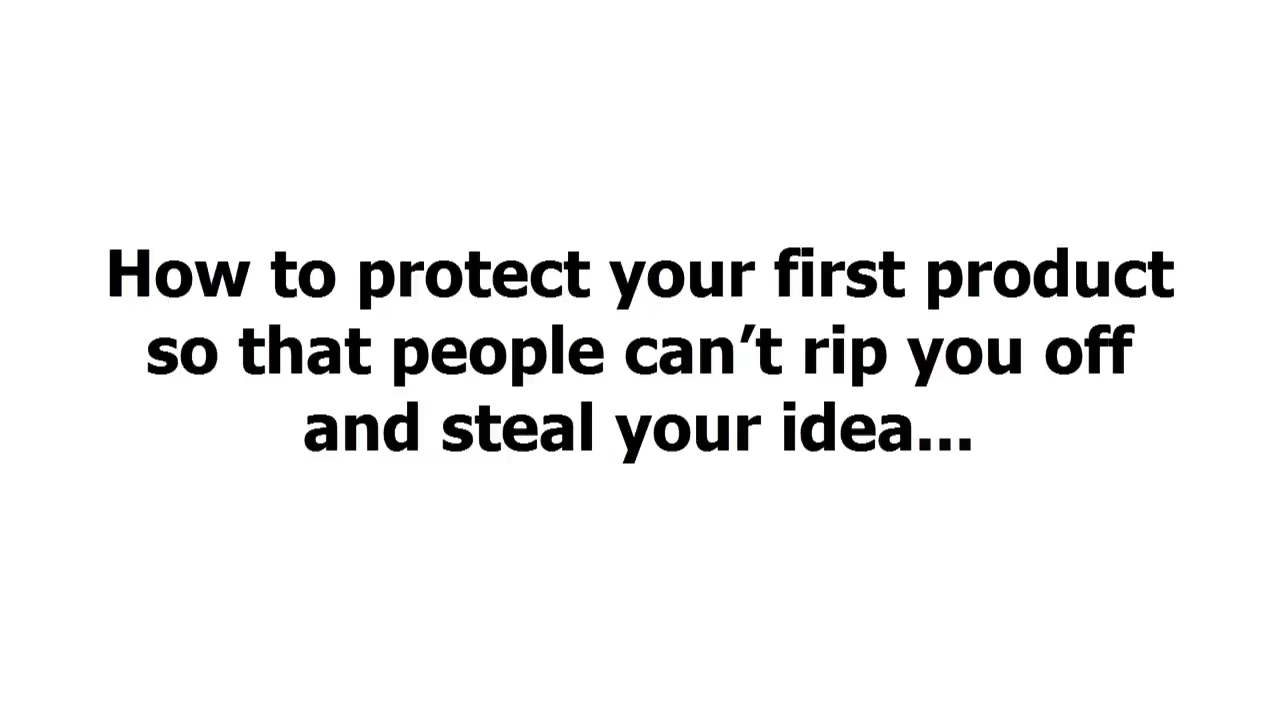 How to protect your first product
so that people can’t rip you off
and steal your idea...